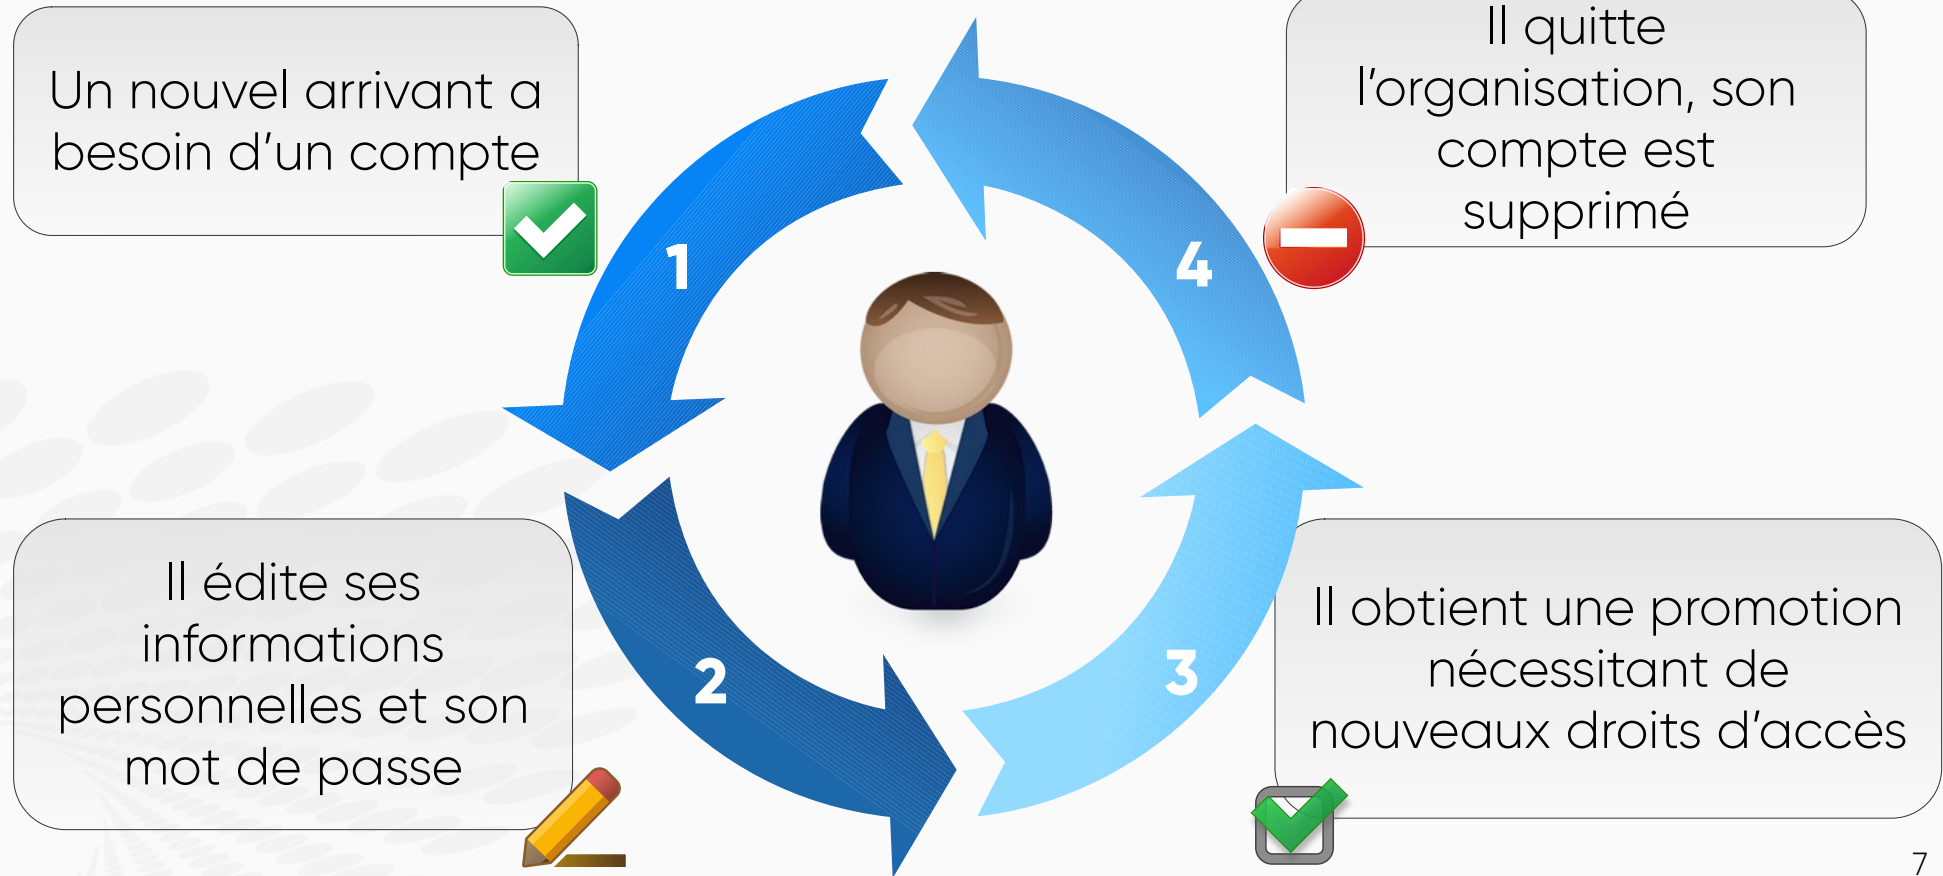 Un nouvel arrivant a
besoin d’un compte
1
Il édite ses
informations
personnelles et son
mot de passe
2
Il obtient une promotion
nécessitant de
nouveaux droits d’accès
3
Il quitte
l’organisation, son
compte est
supprimé
4
7